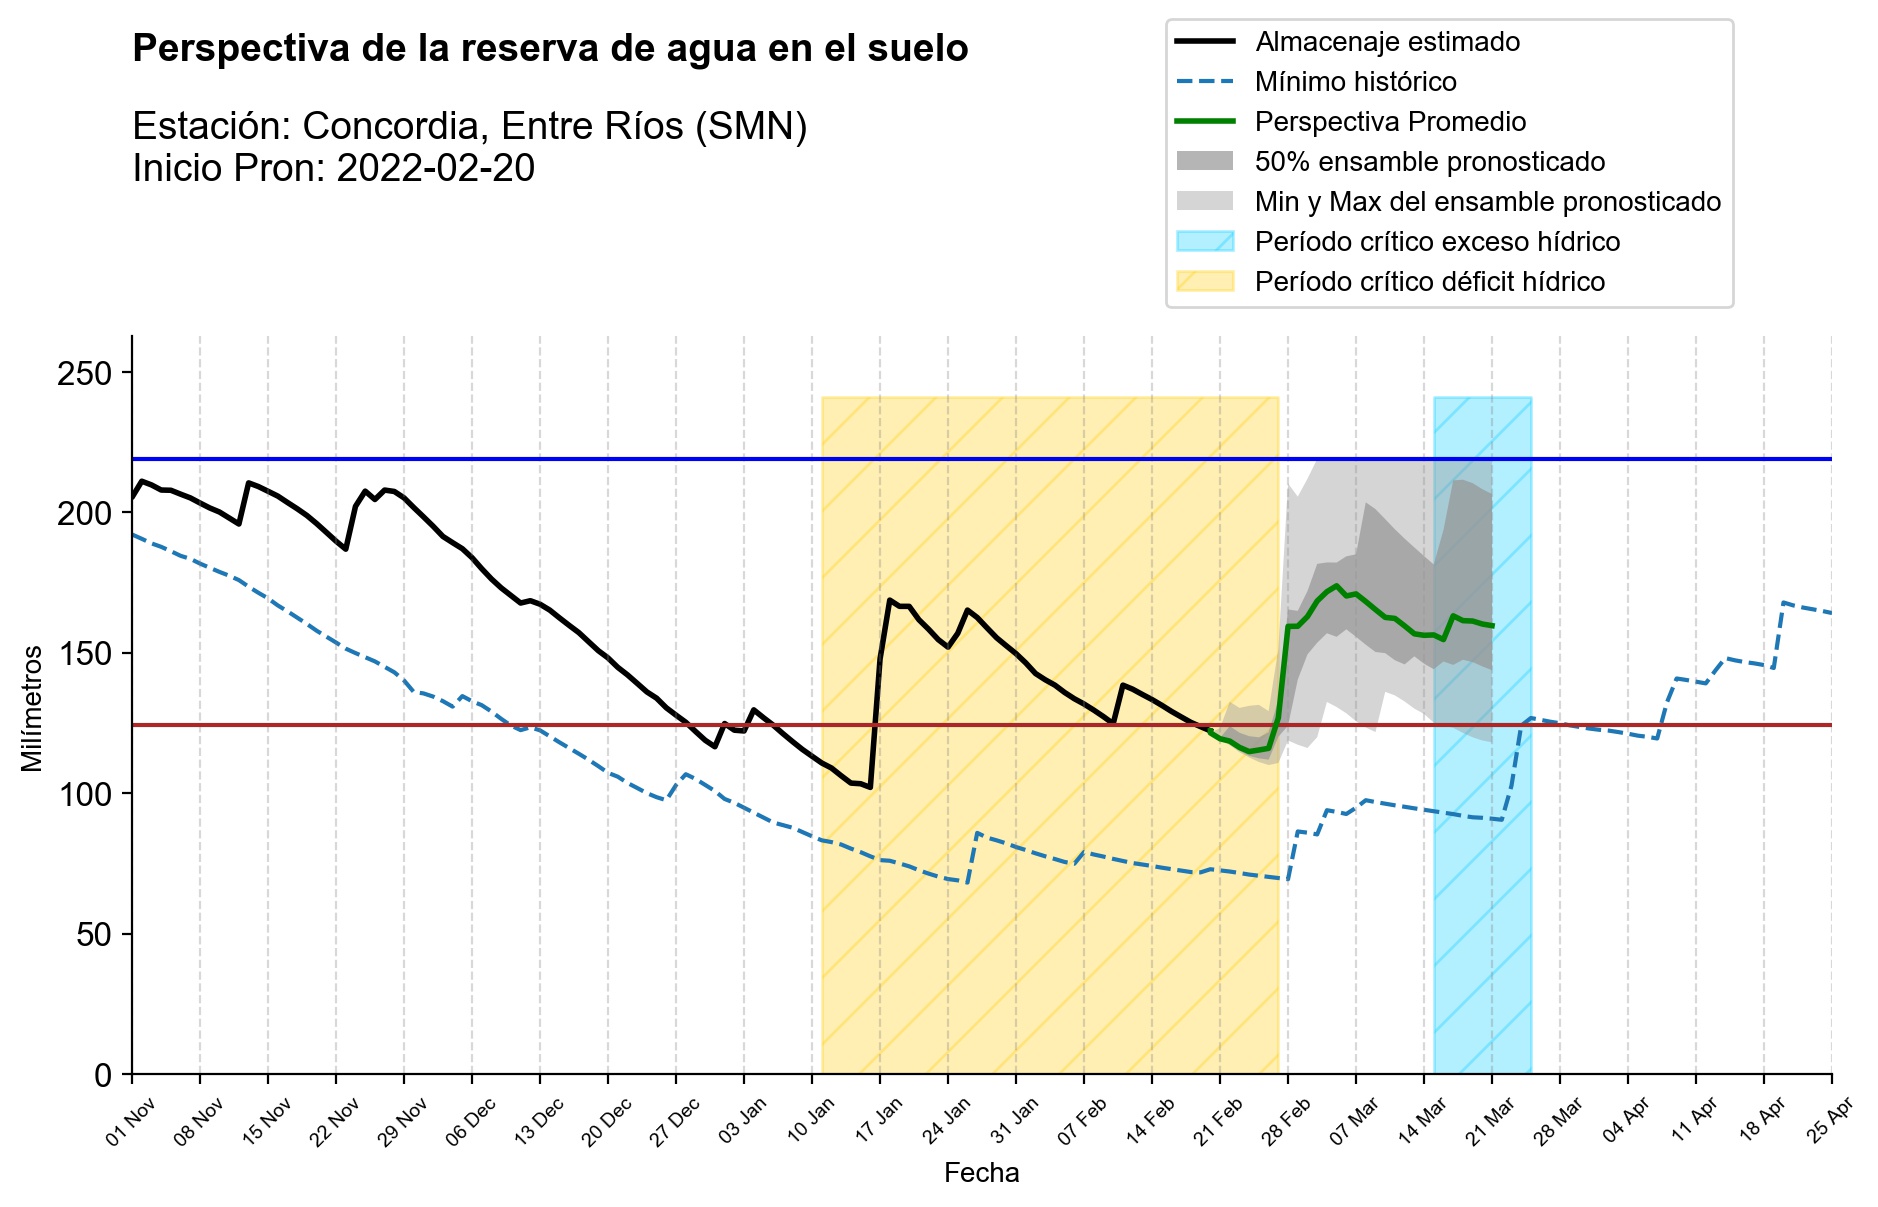 Perspectiva de la reserva de agua en el suelo
Estación: Concordia, Entre Ríos (SMN)
Inicio Pron: 2022-02-20
Almacenaje estimado
Mínimo histórico
Perspectiva Promedio
50% ensamble pronosticado
Min y Max del ensamble pronosticado
Período crítico exceso hídrico
Período crítico déficit hídrico
Milímetros
250
200
150
100
50
0
01 Nov
08 Nov
15 Nov
22 Nov
29 Nov
06 Dec
13 Dec
20 Dec
27 Dec
03 Jan
10 Jan
17 Jan
24 Jan
31 Jan
07 Feb
14 Feb
21 Feb
28 Feb
07 Mar
14 Mar
21 Mar
28 Mar
04 Apr
11 Apr
18 Apr
25 Apr
Fecha